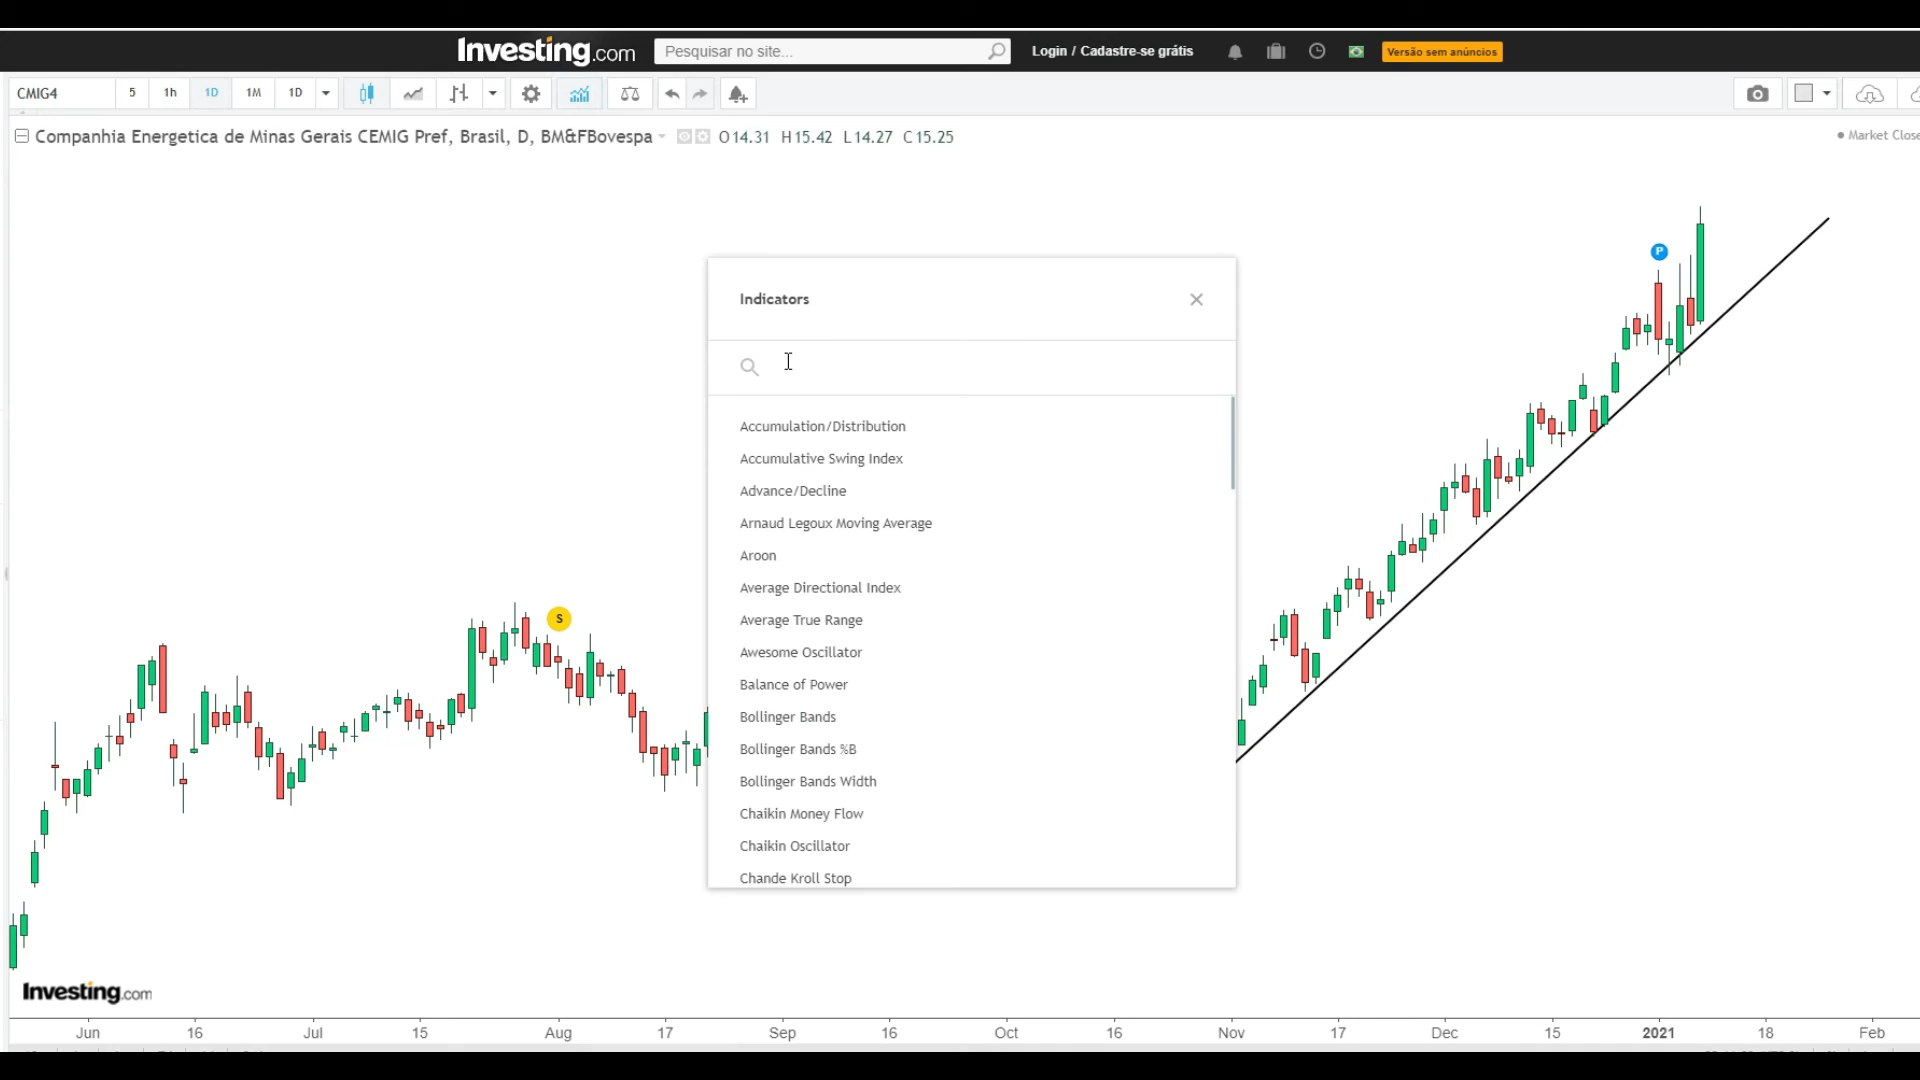 Investing.com
Pesquisar no site...
Login / Cadastre-se grátis
Versão sem anúncios
CMIG4 5 1h 1D 1M 1D
Companhia Energetica de Minas Gerais CEMIG Pref, Brasil, D, BM&FBovespa O14.31 H15.42 L14.27 C15.25
Market Close
P
Indicators
Accumulation/Distribution
Accumulative Swing Index
Advance/Decline
Arnaud Legoux Moving Average
Aroon
Average Directional Index
Average True Range
S
Awesome Oscillator
Balance of Power
Bollinger Bands
Bollinger Bands %B
Bollinger Bands Width
Chaikin Money Flow
Chaikin Oscillator
Chande Kroll Stop
Investing.com
Jun 16 Jul 15 Aug 17 Sep 16 Oct 16 Nov 17 Dec 15 2021 18 Feb